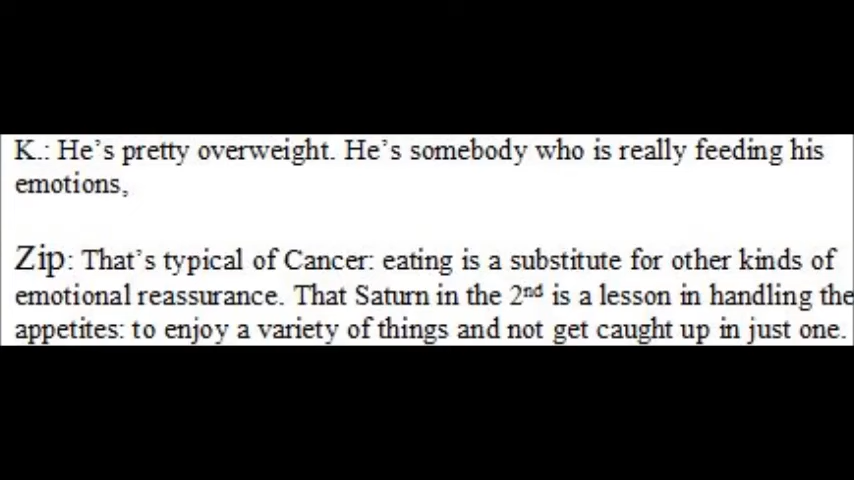 K.: He’s pretty overweight. He’s somebody who is really feeding his
emotions,
Zip: That’s typical of Cancer: eating is a substitute for other kinds of
emotional reassurance. That Saturn in the 2nd is a lesson in handling the
appetites: to enjoy a variety of things and not get caught up in just one.